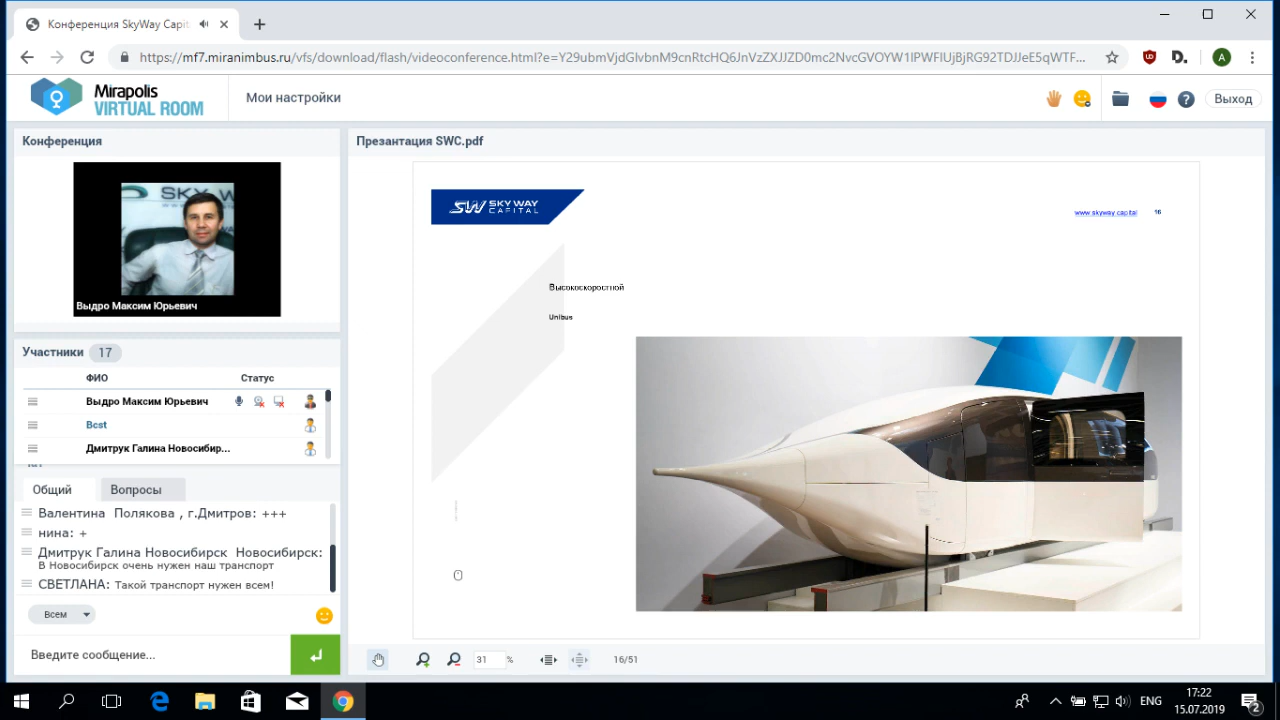 Конференция SkyWay Capi
https://mf7.miranimbus.ru/vfs/download/flash/videoconference.html?e=Y29ubmVjdGlvbnM9cnRtcHQ6JnVzZXJJZD0mc2NvcGVOYW1lPWFlUjBjRG92TDJJeE5qWTF...
Mirapolis
VIRTUAL ROOM
Мои настройки
Выход
Конференция
Выдро Максим Юрьевич
Участники 17
ФИО Статус
Выдро Максим Юрьевич
Bcst
Дмитрук Галина Новосибир...
Общий Вопросы
Валентина Полякова , г.Дмитров: +++
нина: +
Дмитрук Галина Новосибирск Новосибирск:
В Новосибирск очень нужен наш транспорт
СВЕТЛАНА: Такой транспорт нужен всем!
Всем
Введите сообщение...
Презантация SWC.pdf
SW SKY WAY
CAPITAL
www.skyway.capital 16
Высокоскоростной
Unibus
31 % 16/51
ENG
17:22
15.07.2019
2